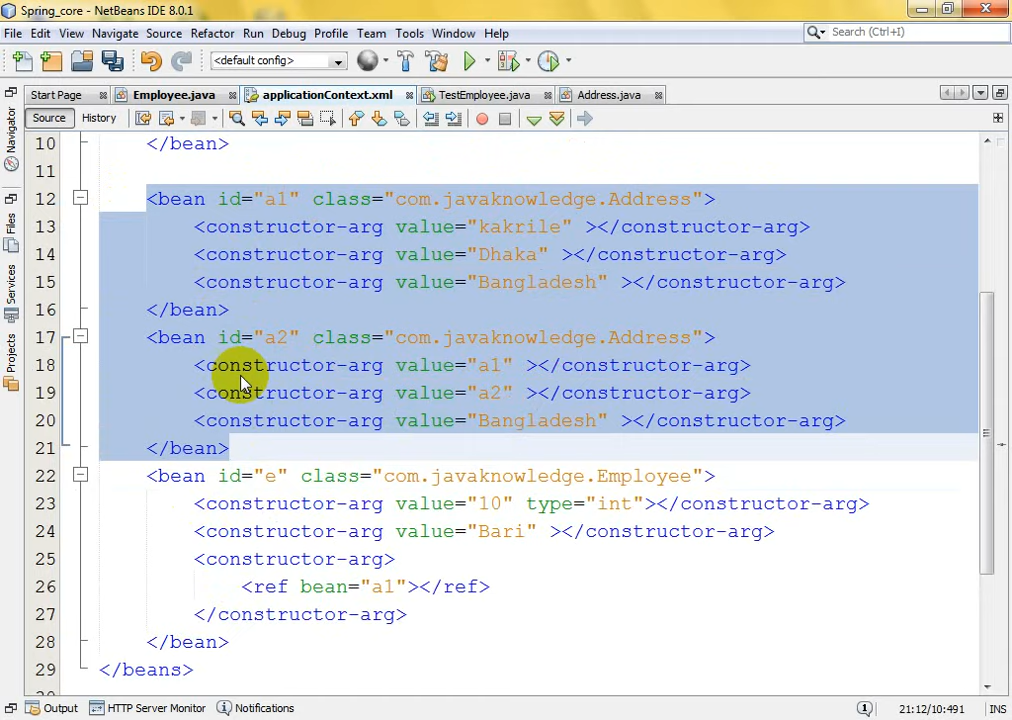 Spring_core - NetBeans IDE 8.0.1
File Edit View Navigate Source Refactor Run Debug Profile Team Tools Window Help
Search (Ctrl+I)
<default config>
Start Page Employee.java applicationContext.xml TestEmployee.java Address.java
Source History
Navigator
Files
Services
Projects
10 </bean>
11
12 <bean id="a1" class="com.javaknowledge.Address">
13 <constructor-arg value="kakrile" ></constructor-arg>
14 <constructor-arg value="Dhaka" ></constructor-arg>
15 <constructor-arg value="Bangladesh" ></constructor-arg>
16 </bean>
17 <bean id="a2" class="com.javaknowledge.Address">
18 <constructor-arg value="a1" ></constructor-arg>
19 <constructor-arg value="a2" ></constructor-arg>
20 <constructor-arg value="Bangladesh" ></constructor-arg>
21 </bean>
22 <bean id="e" class="com.javaknowledge.Employee">
23 <constructor-arg value="10" type="int"></constructor-arg>
24 <constructor-arg value="Bari" ></constructor-arg>
25 <constructor-arg>
26 <ref bean="a1"></ref>
27 </constructor-arg>
28 </bean>
29 </beans>
Output HTTP Server Monitor Notifications
21:12/10:491 INS